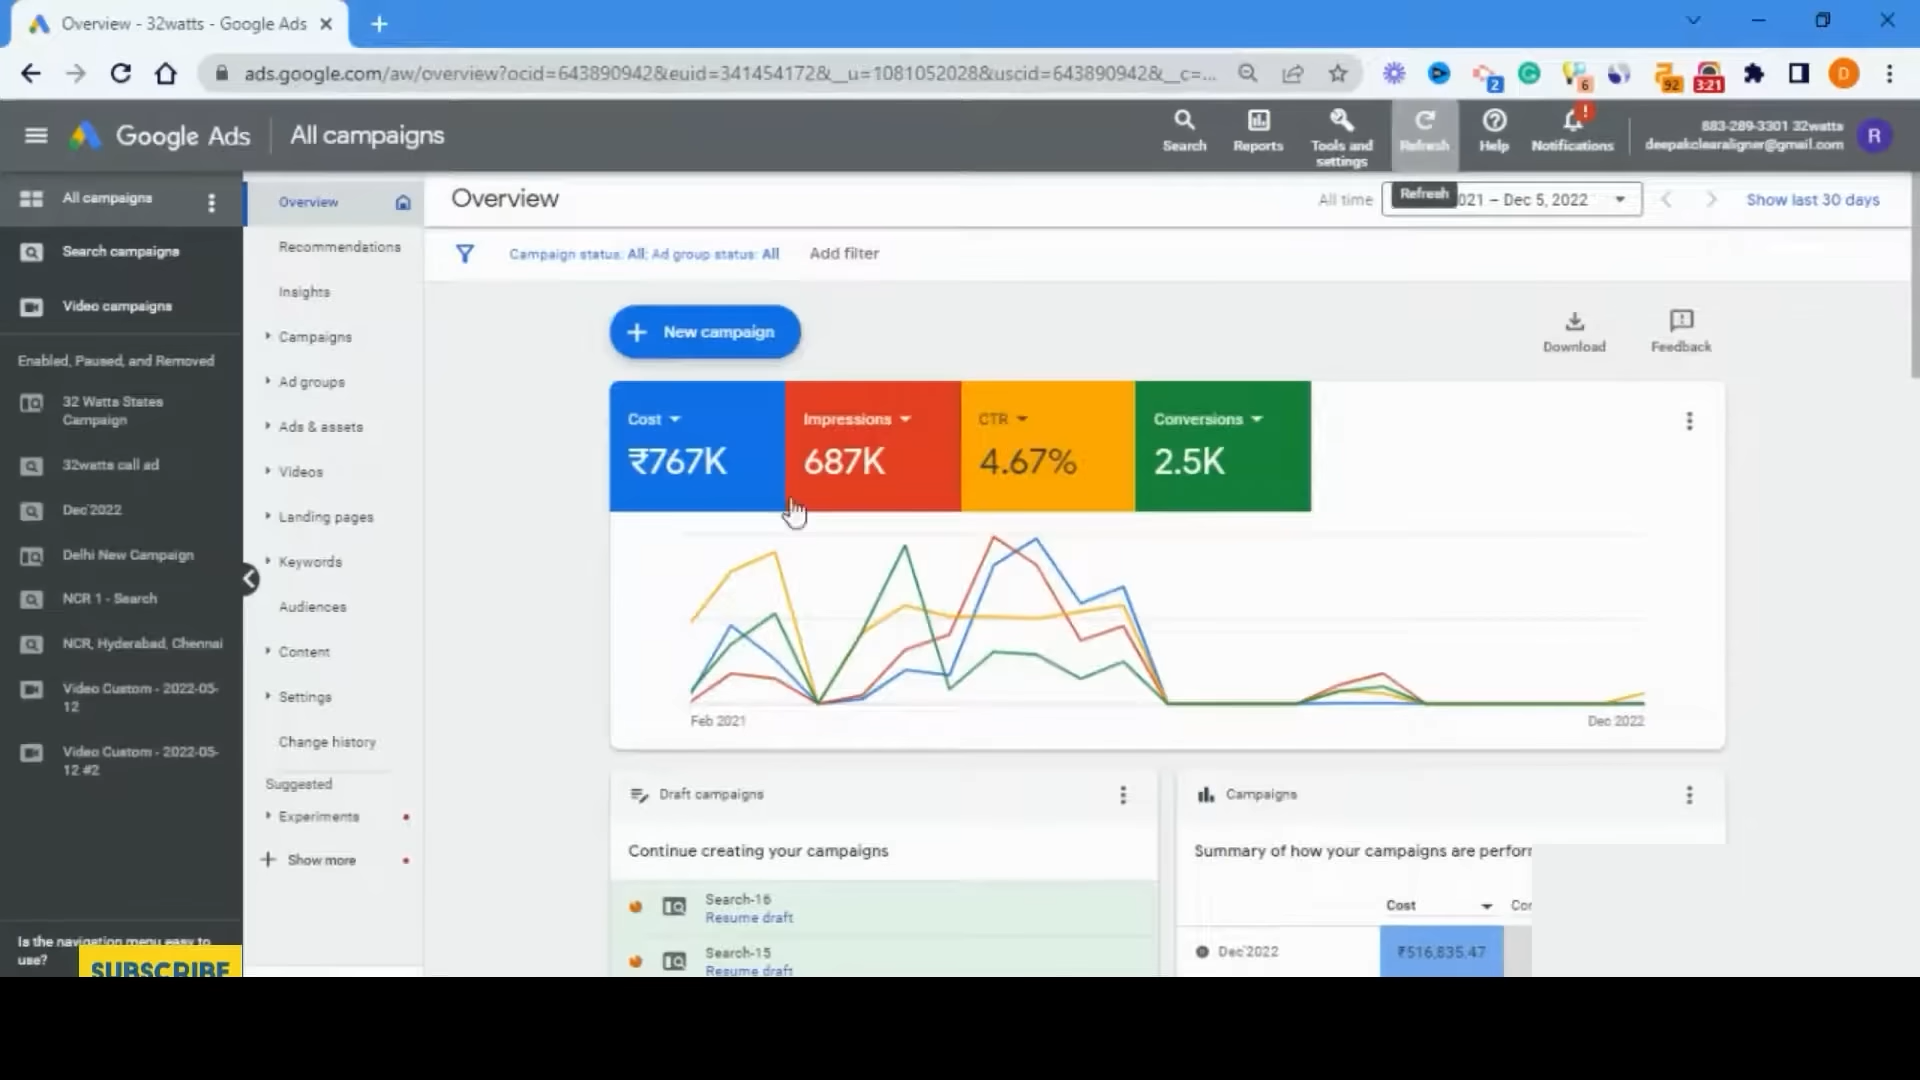 Overview - 32watts - Google Ads
ads.google.com/aw/overview?ocid=643890942&euid=341454172&__u=1081052028&uscid=643890942&__c=...
2
6
92
3:21
D
Google Ads
All campaigns
Search
Reports
Tools and settings
Refresh
Help
Notifications
883-289-3301 32watts
deepakclearaligner@gmail.com
R
All campaigns
Search campaigns
Video campaigns
Enabled, Paused, and Removed
32 Watts States
Campaign
32watts call ad
Dec'2022
Delhi New Campaign
NCR 1 - Search
NCR, Hyderabad, Chennai
Video Custom - 2022-05-
12
Video Custom - 2022-05-
12 #2
Is the navigation menu easy to
use?
SUBSCRIBE
Overview
Recommendations
Insights
Campaigns
Ad groups
Ads & assets
Videos
Landing pages
Keywords
Audiences
Content
Settings
Change history
Suggested
Experiments
Show more
Overview
All time
Refresh
021 – Dec 5, 2022
Show last 30 days
Campaign status: All; Ad group status: All
Add filter
New campaign
Download
Feedback
Cost
₹767K
Impressions
687K
CTR
4.67%
Conversions
2.5K
Feb 2021
Dec 2022
Draft campaigns
Continue creating your campaigns
Search-16
Resume draft
Search-15
Resume draft
Campaigns
Summary of how your campaigns are perfor
Cost
Cor
Dec'2022
₹516,835.47